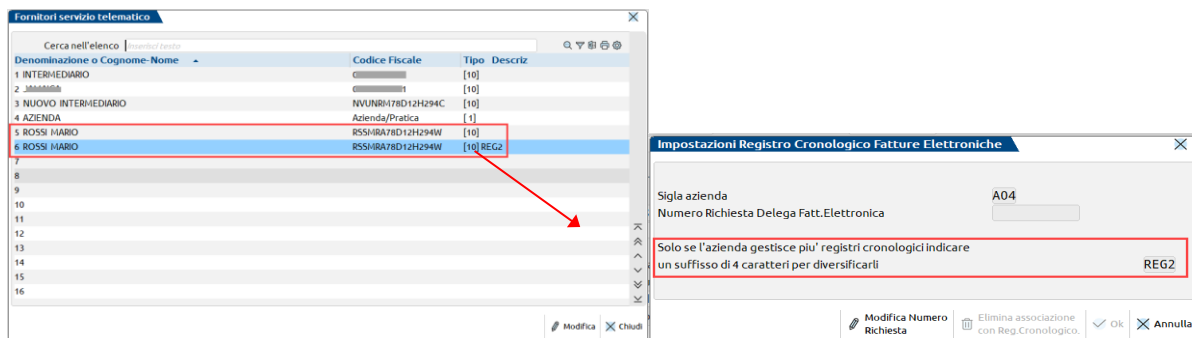 Fornitori servizio telematico
Cerca nell'elenco Inserisci testo
Denominazione o Cognome-Nome Codice Fiscale Tipo Descriz
1 INTERMEDIARIO [10]
2 1 [10]
3 NUOVO INTERMEDIARIO NVUNRM78D12H294C [10]
4 AZIENDA Azienda/Pratica [ 1]
5 ROSSI MARIO RSSMRA78D12H294W [10]
6 ROSSI MARIO RSSMRA78D12H294W [10] REG2
7
8
9
10
11
12
13
14
15
16
Modifica Chiudi
Impostazioni Registro Cronologico Fatture Elettroniche
Sigla azienda A04
Numero Richiesta Delega Fatt.Elettronica
Solo se l'azienda gestisce piu' registri cronologici indicare
un suffisso di 4 caratteri per diversificarli REG2
Modifica Numero Richiesta
Elimina associazione con Reg.Cronologico.
Ok
Annulla